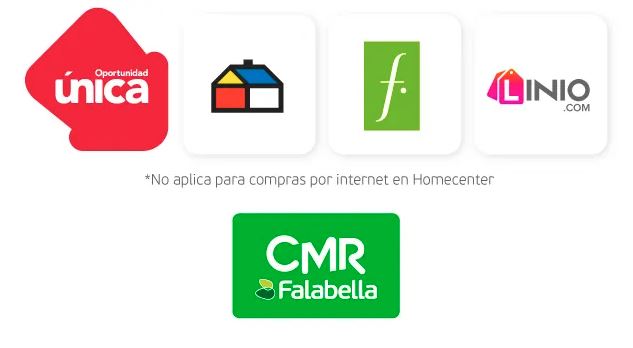 Oportunidad
única
f.
LINIO
.COM
*No aplica para compras por internet en Homecenter
CMR
Falabella